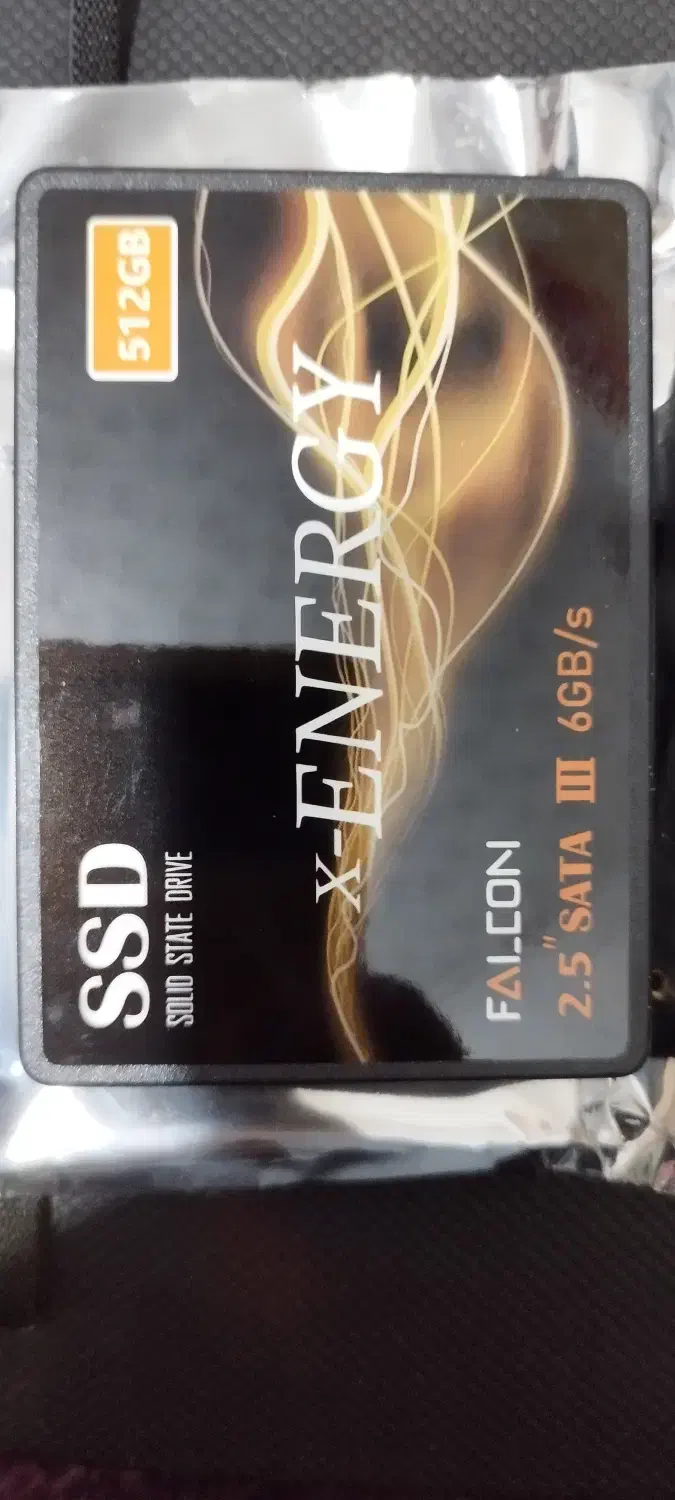 SSD
SOLID STATE DRIVE
512GB
X-ENERGY
FALCON
2.5" SATA III 6GB/s